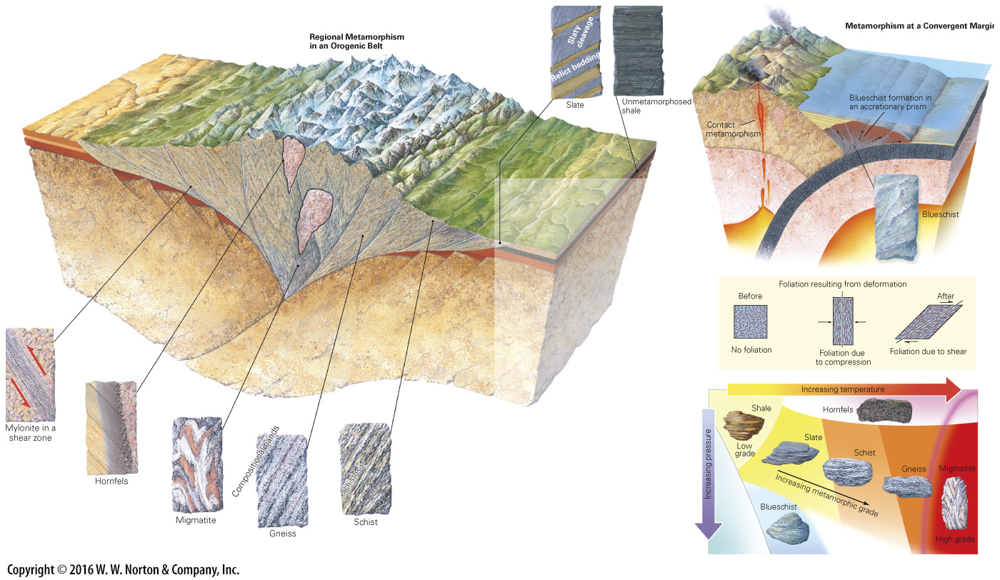 Regional Metamorphism
in an Orogenic Belt
Slaty
cleavage
Relict bedding
Slate
Unmetamorphosed
shale
Mylonite in a
shear zone
Hornfels
Migmatite
Compositional bands
Gneiss
Schistosity
Schist
Metamorphism at a Convergent Margin
Blueschist formation in
an accretionary prism
Contact
metamorphism
Blueschist
Foliation resulting from deformation
Before
After
No foliation
Foliation due
to compression
Foliation due to shear
Increasing temperature
Increasing pressure
Shale
Low
grade
Hornfels
Slate
Schist
Gneiss
Migmatite
Increasing metamorphic grade
Blueschist
High grade
Copyright © 2016 W. W. Norton & Company, Inc.